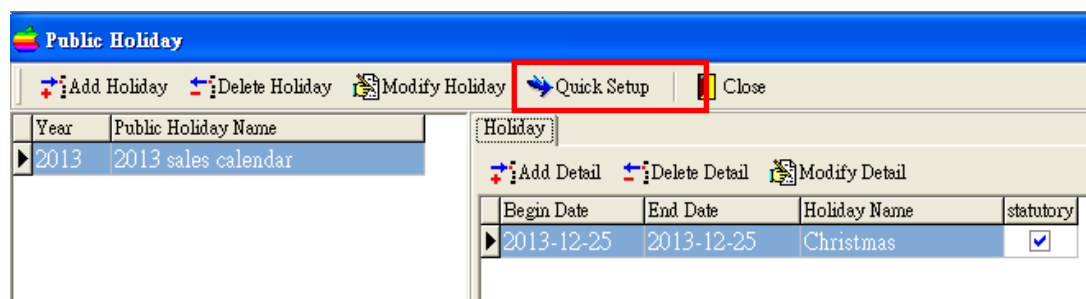 Public Holiday
Add Holiday Delete Holiday Modify Holiday Quick Setup Close
Year Public Holiday Name
2013 2013 sales calendar
Holiday
Add Detail Delete Detail Modify Detail
Begin Date End Date Holiday Name statutory
2013-12-25 2013-12-25 Christmas